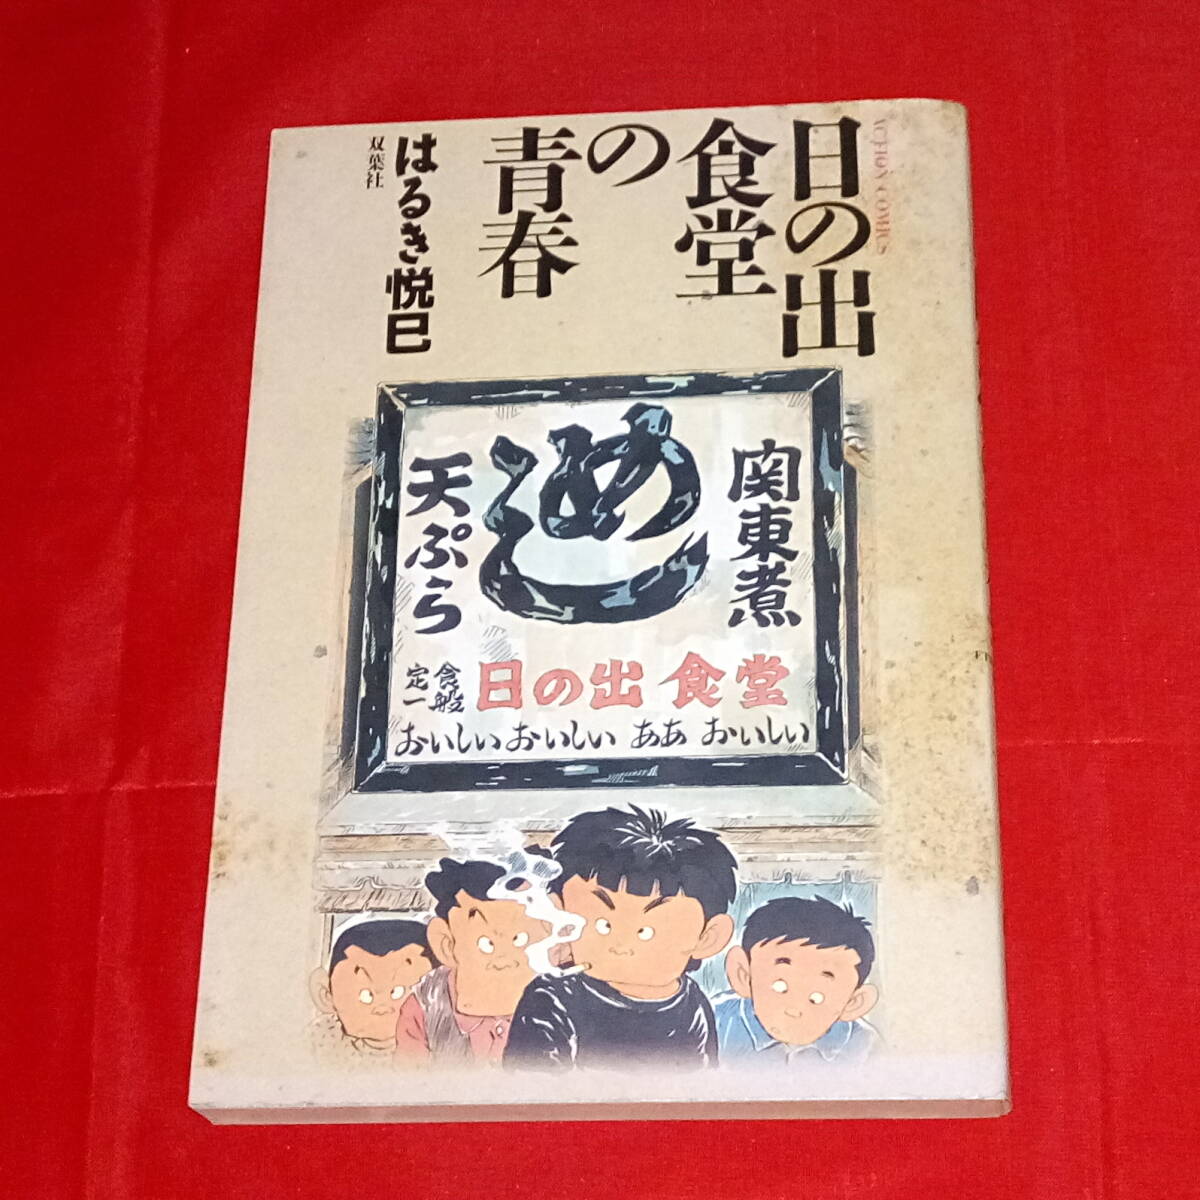 ACTION COMICS
日の出
食堂
の
青春
はるき悦巳
双葉社
関東煮
めし
天ぷら
定食
一般
日の出食堂
おいしいおいしい ああ おいしい